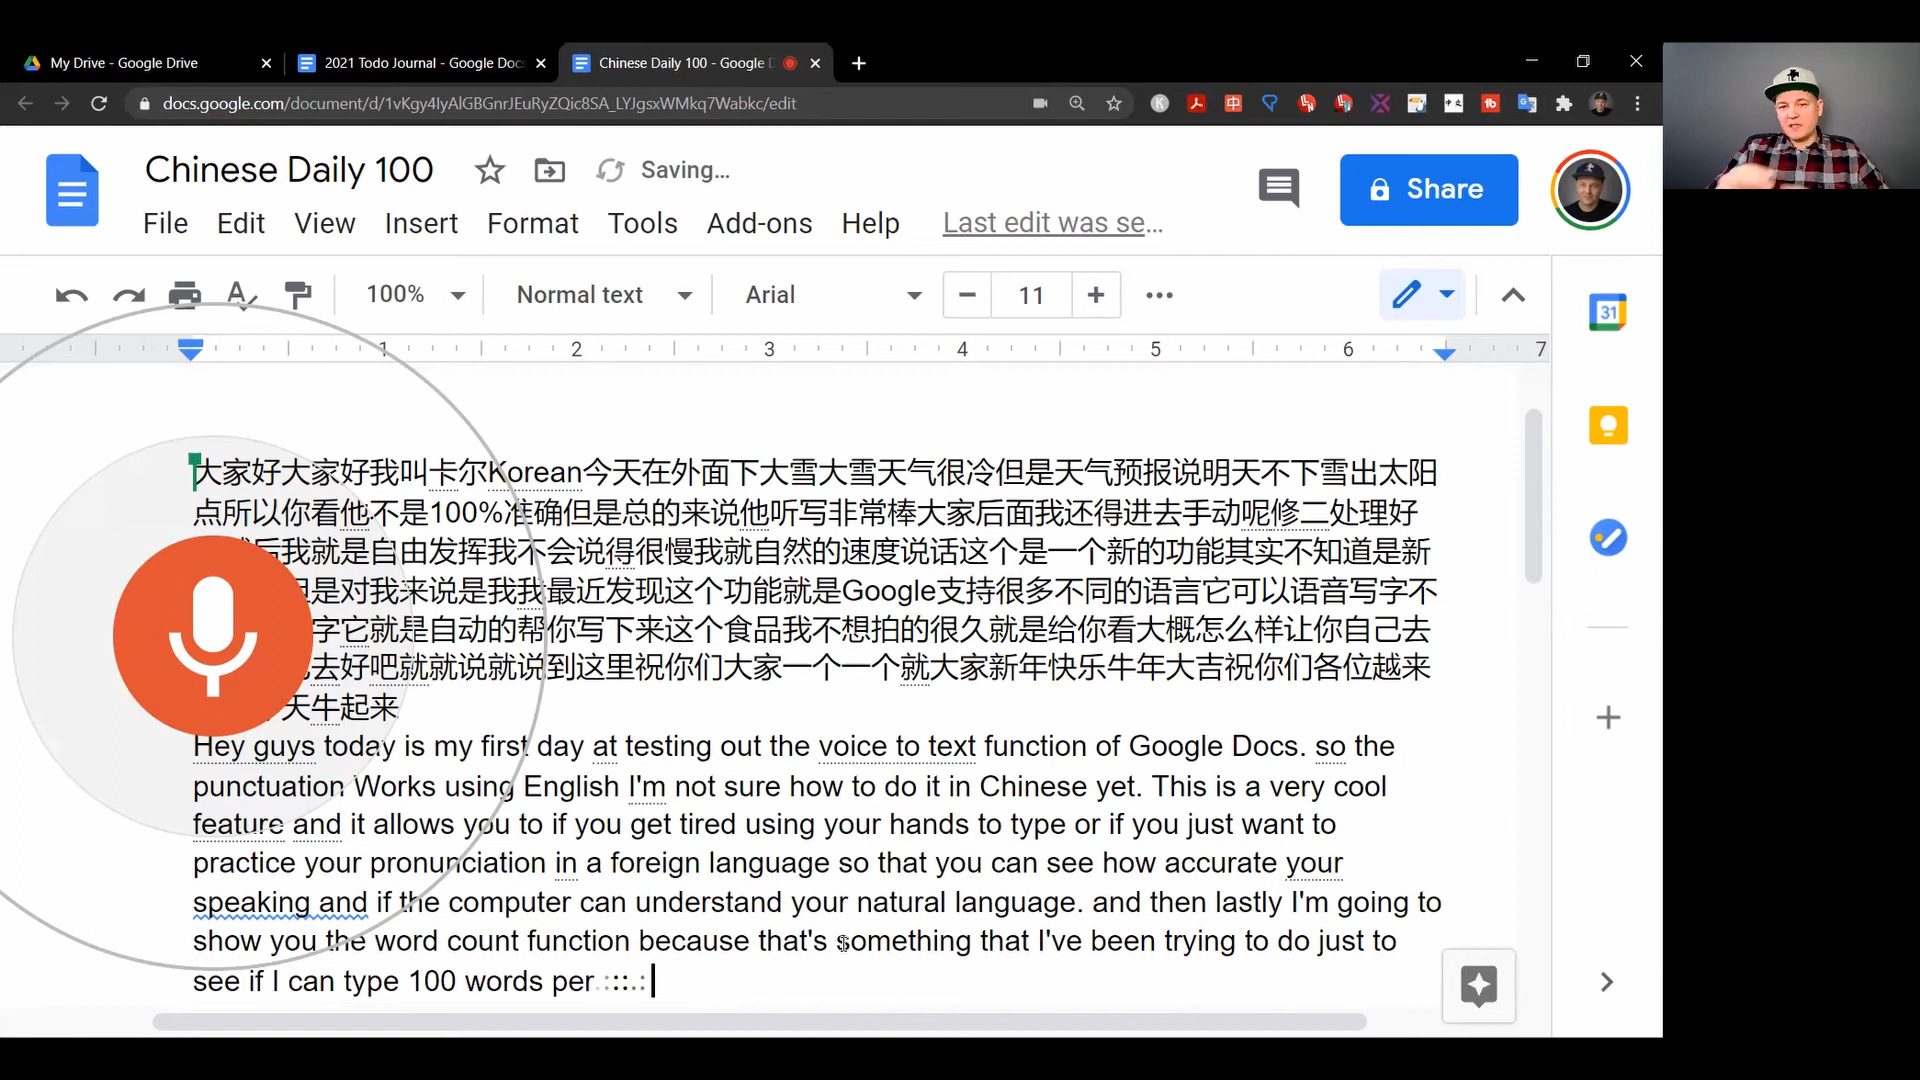 My Drive - Google Drive
2021 Todo Journal - Google Doc
Chinese Daily 100 - Google D
docs.google.com/document/d/1vKgy4IyAlGBGnrJEuRyZQic8SA_LYJgsxWMkq7Wabkc/edit
Chinese Daily 100
Saving...
Share
File Edit View Insert Format Tools Add-ons Help Last edit was se...
100% Normal text Arial 11
1 2 3 4 5 6 7
31
大家好大家好我叫卡尔Korean今天在外面下大雪大雪天气很冷但是天气预报说明天不下雪出太阳
点所以你看他不是100%准确但是总的来说他听写非常棒大家后面我还得进去手动呢修二处理好
后我就是自由发挥我不会说得很慢我就自然的速度说话这个是一个新的功能其实不知道是新
是对我来说是我我最近发现这个功能就是Google支持很多不同的语言它可以语音写字不
字它就是自动的帮你写下来这个食品我不想拍的很久就是给你看大概怎么样让你自己去
去好吧就就说就说到这里祝你们大家一个一个就大家新年快乐牛年大吉祝你们各位越来
天牛起来
Hey guys today is my first day at testing out the voice to text function of Google Docs. so the
punctuation Works using English I'm not sure how to do it in Chinese yet. This is a very cool
feature and it allows you to if you get tired using your hands to type or if you just want to
practice your pronunciation in a foreign language so that you can see how accurate your
speaking and if the computer can understand your natural language. and then lastly I'm going to
show you the word count function because that's something that I've been trying to do just to
see if I can type 100 words per